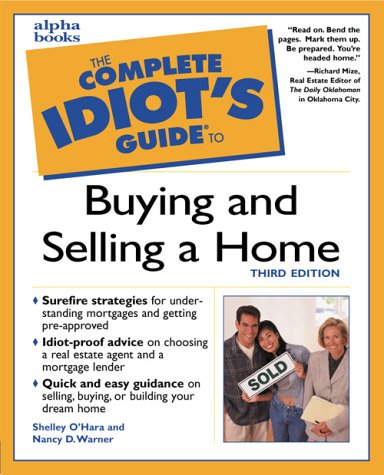 alpha
books
THE
COMPLETE
IDIOT'S
GUIDE® TO
"Read on. Bend the
pages. Mark them up.
Be prepared. You're
headed home."
—Richard Mize,
Real Estate Editor of
The Daily Oklahoman
in Oklahoma City.
Buying and
Selling a Home
THIRD EDITION
♦ Surefire strategies for under-
standing mortgages and getting
pre-approved
♦ Idiot-proof advice on choosing
a real estate agent and a
mortgage lender
♦ Quick and easy guidance on
selling, buying, or building your
dream home
SOLD
Shelley O'Hara and
Nancy D. Warner